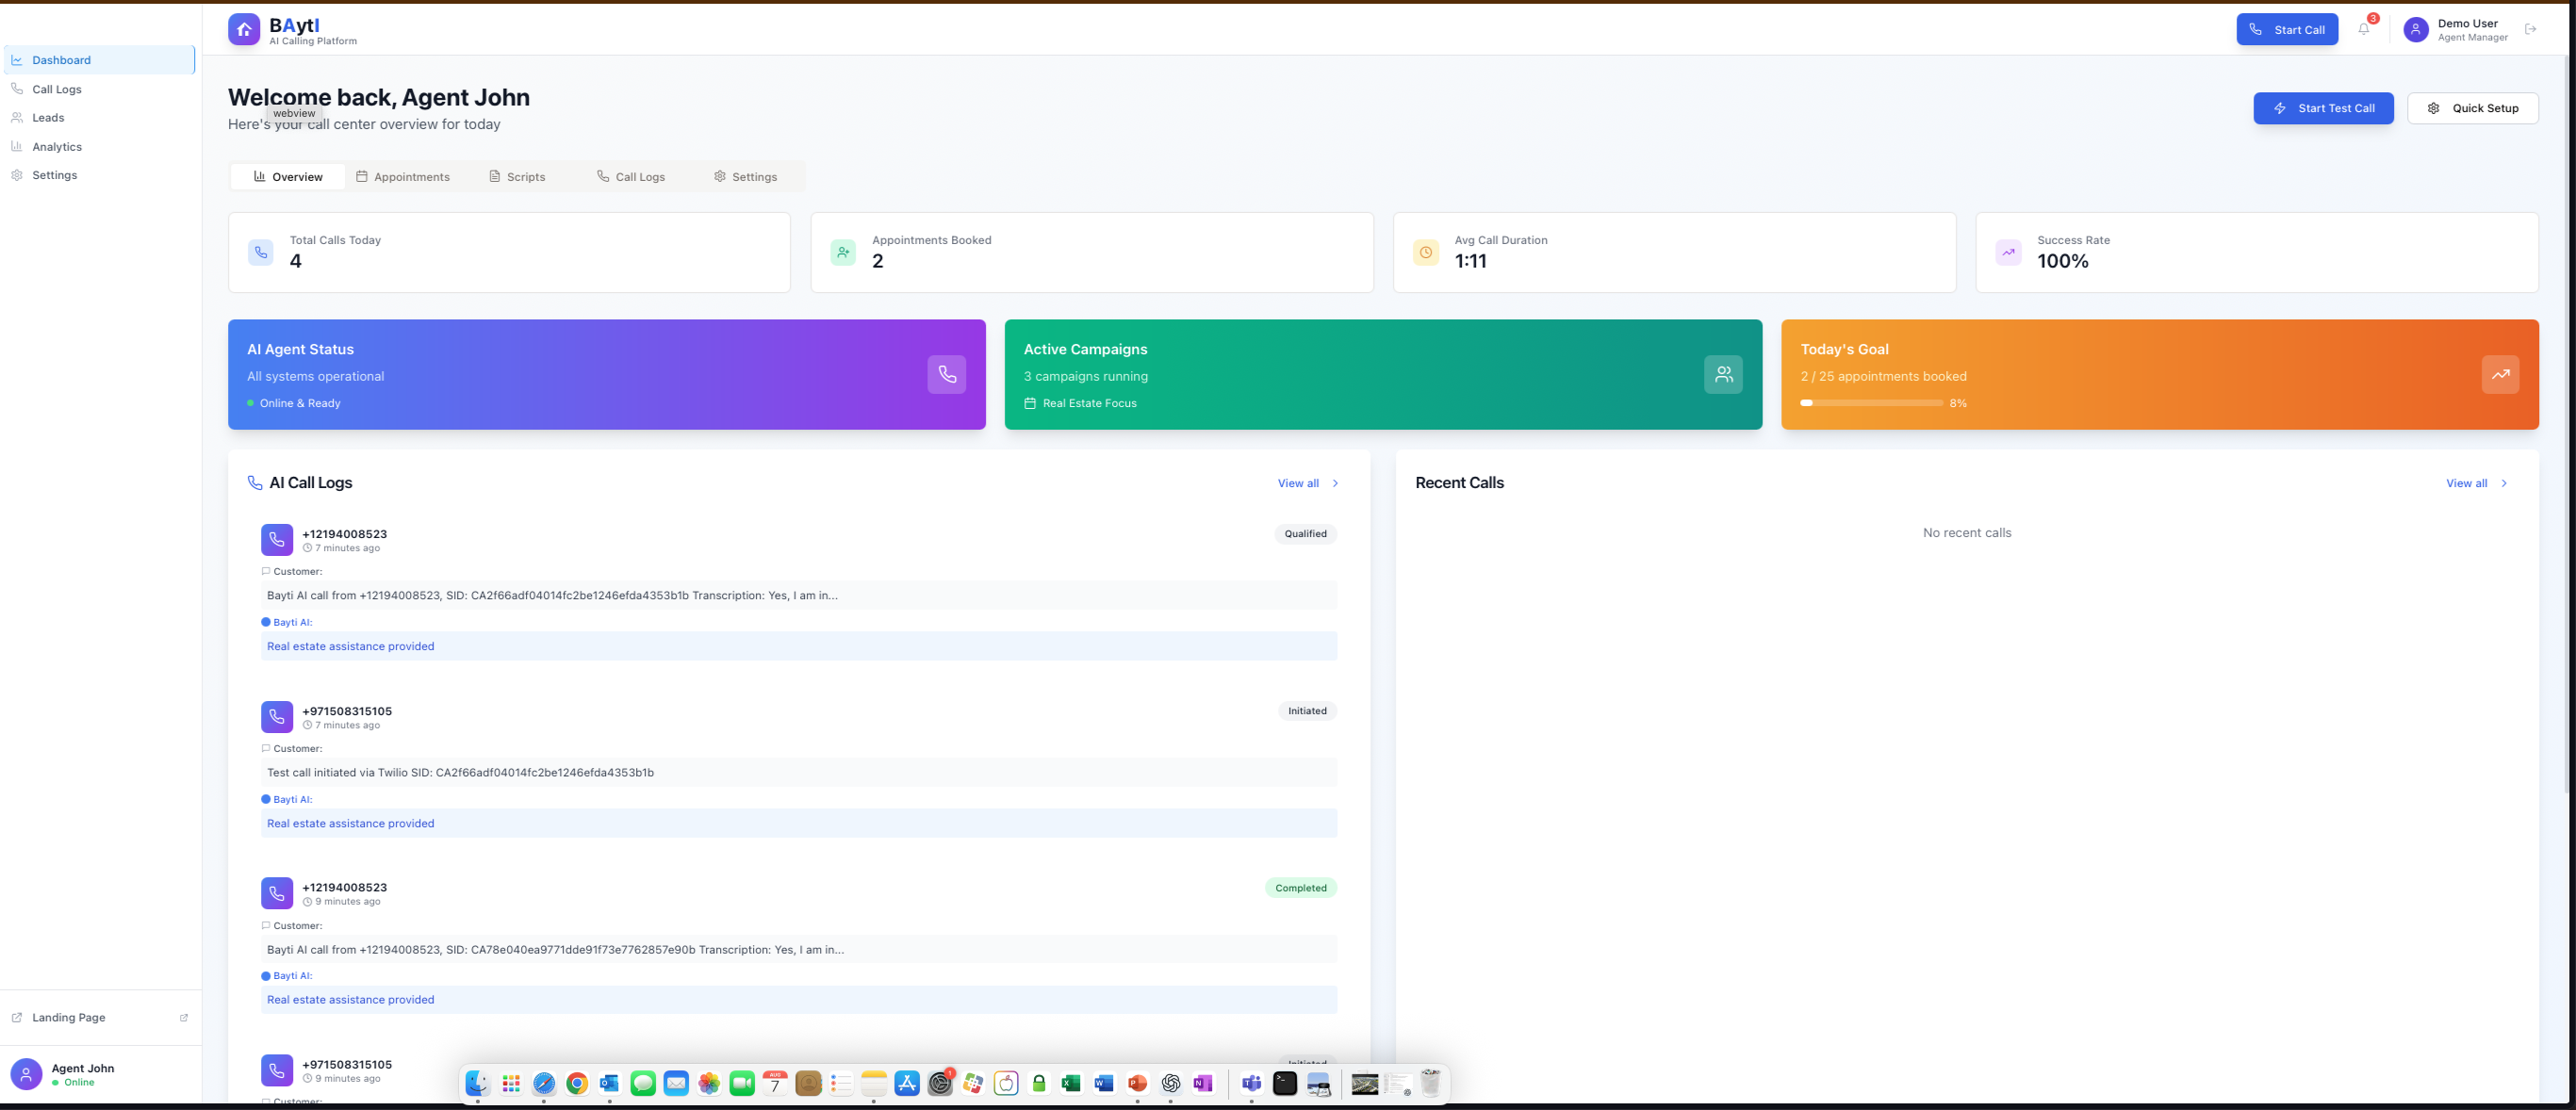 BAytI
AI Calling Platform
Start Call
3
Demo User
Agent Manager
Dashboard
Call Logs
Leads
Analytics
Settings
Welcome back, Agent John
webview
Here's your call center overview for today
Start Test Call
Quick Setup
Overview
Appointments
Scripts
Call Logs
Settings
Total Calls Today
4
Appointments Booked
2
Avg Call Duration
1:11
Success Rate
100%
AI Agent Status
All systems operational
Online & Ready
Active Campaigns
3 campaigns running
Real Estate Focus
Today's Goal
2 / 25 appointments booked
8%
AI Call Logs
View all
+12194008523
7 minutes ago
Qualified
Customer:
Bayti AI call from +12194008523, SID: CA2f66adf04014fc2be1246efda4353b1b Transcription: Yes, I am in...
Bayti AI:
Real estate assistance provided
+971508315105
7 minutes ago
Initiated
Customer:
Test call initiated via Twilio SID: CA2f66adf04014fc2be1246efda4353b1b
Bayti AI:
Real estate assistance provided
+12194008523
9 minutes ago
Completed
Customer:
Bayti AI call from +12194008523, SID: CA78e040ea9771dde91f73e7762857e90b Transcription: Yes, I am in...
Bayti AI:
Real estate assistance provided
+971508315105
9 minutes ago
Initiated
Customer:
Recent Calls
View all
No recent calls
Landing Page
Agent John
Online
AUG
7
1